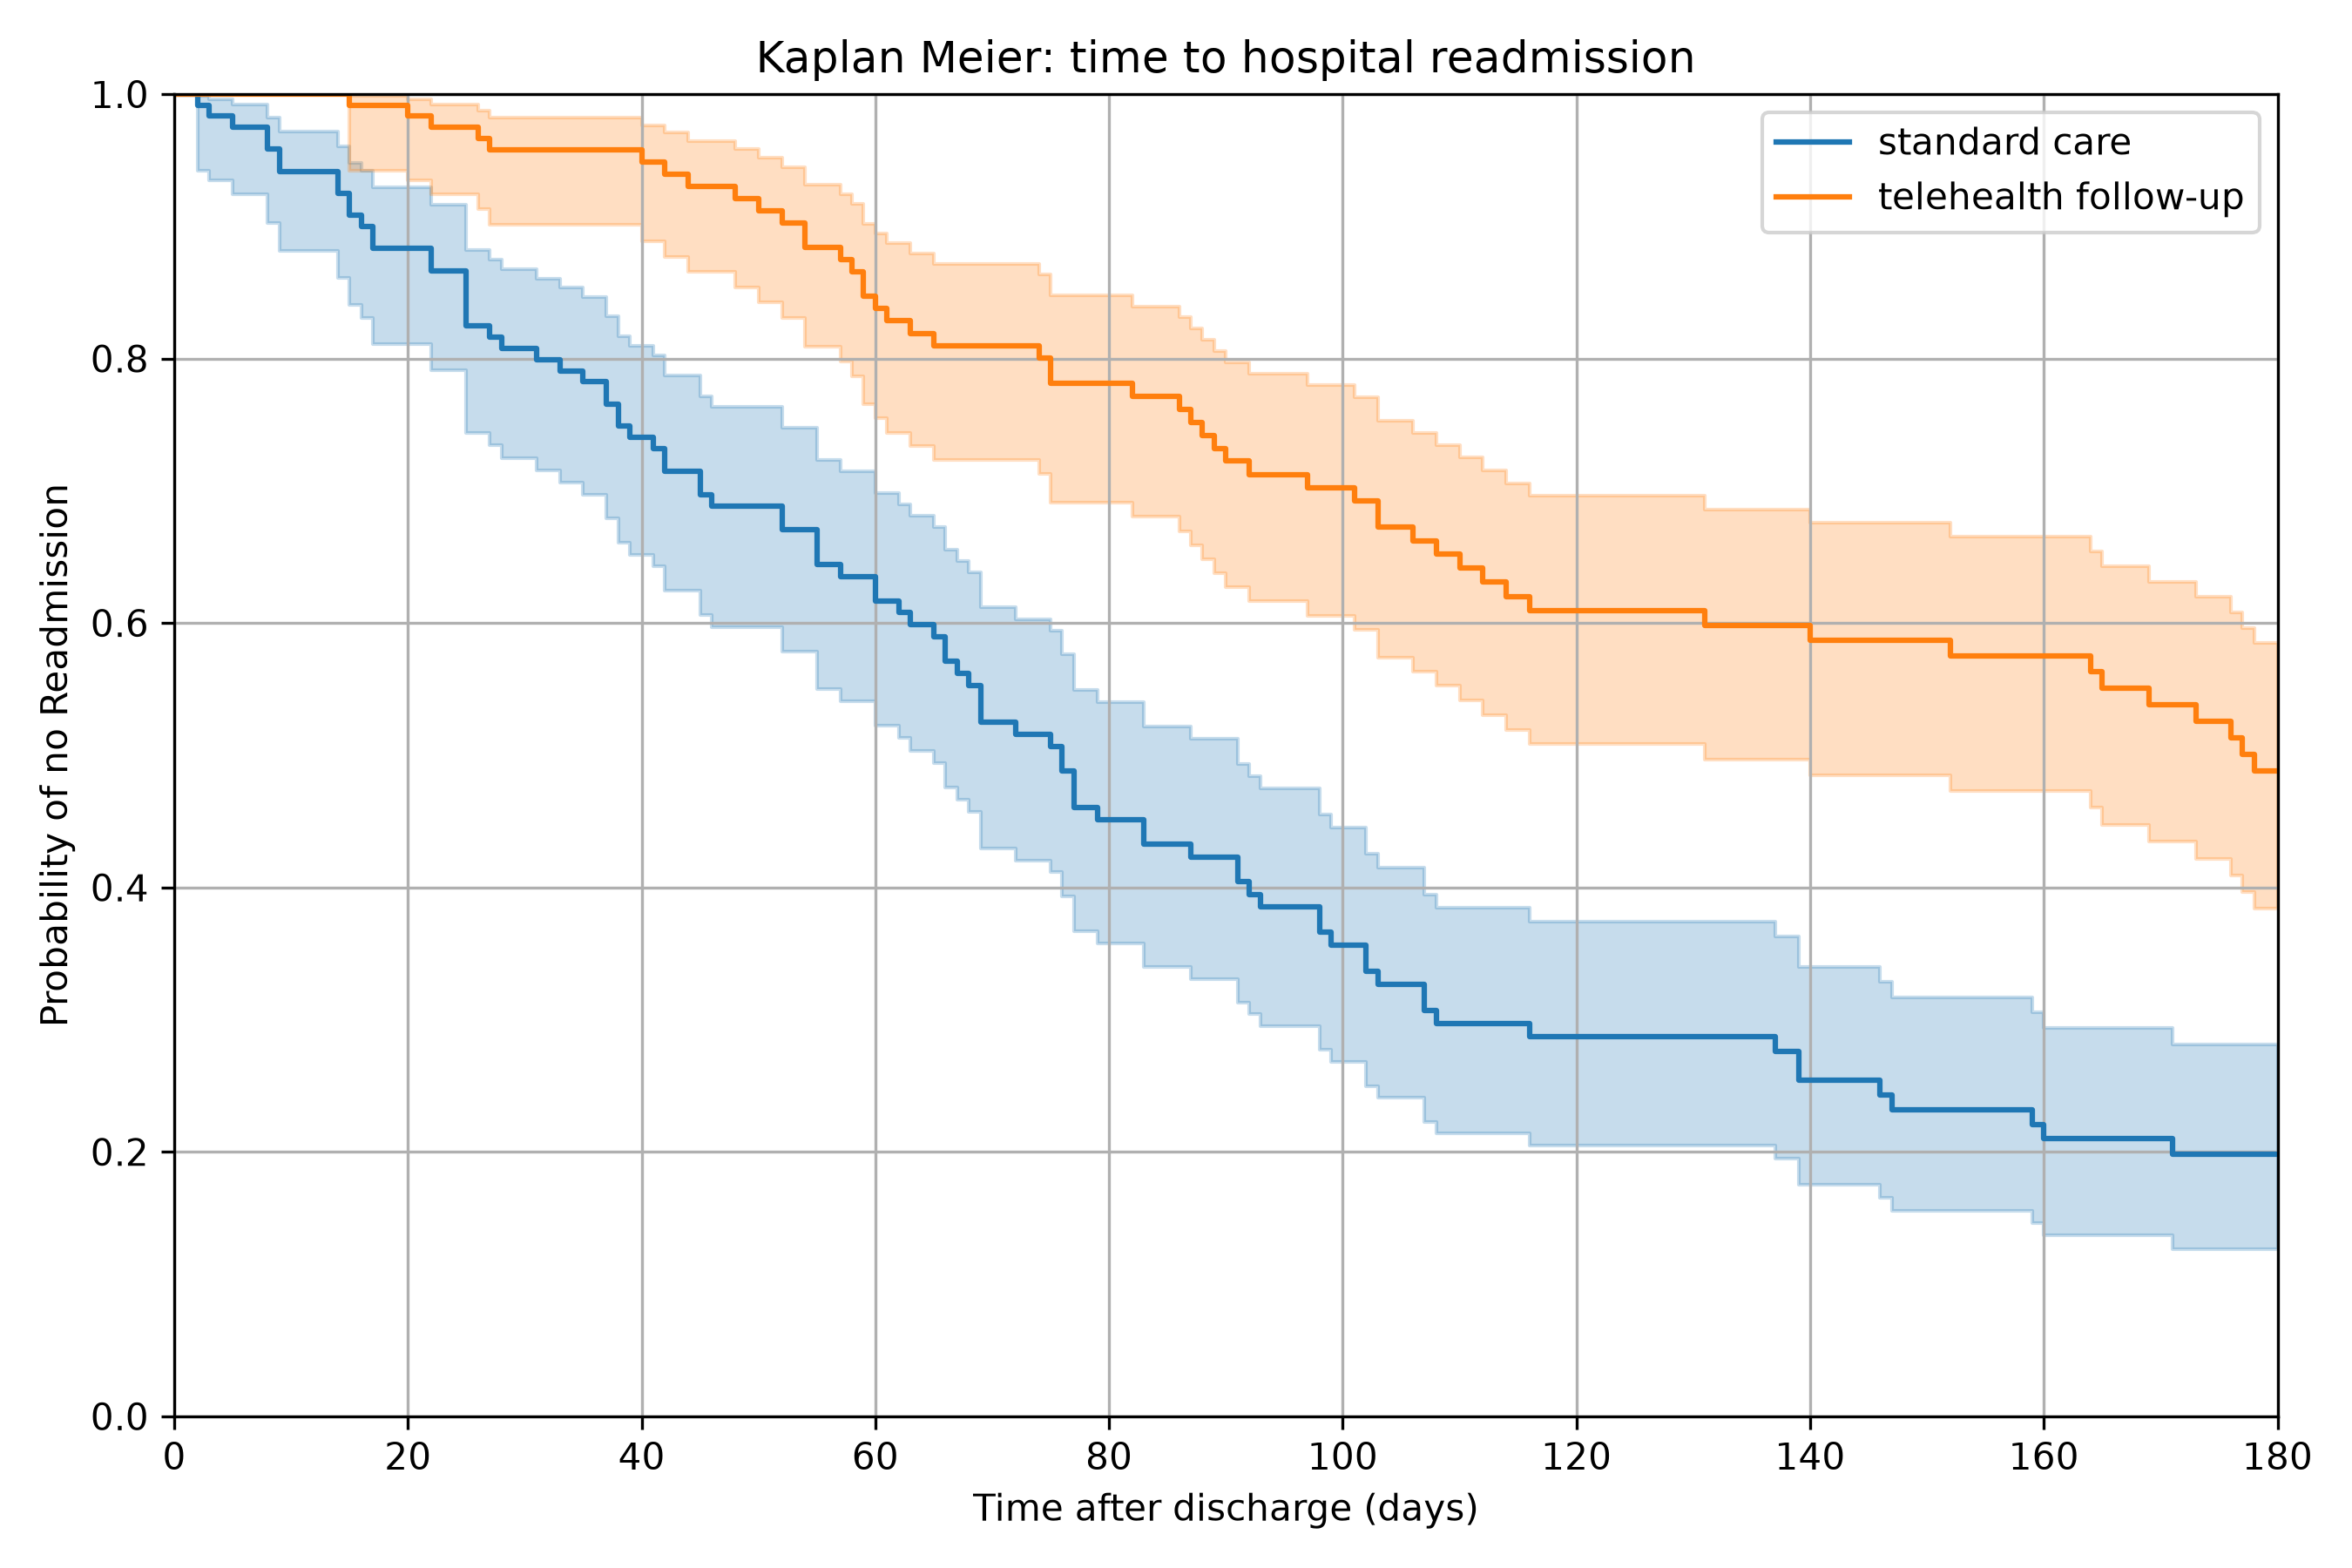 Kaplan Meier: time to hospital readmission
standard care
telehealth follow-up
Probability of no Readmission
1.0
0.8
0.6
0.4
0.2
0.0
0 20 40 60 80 100 120 140 160 180
Time after discharge (days)